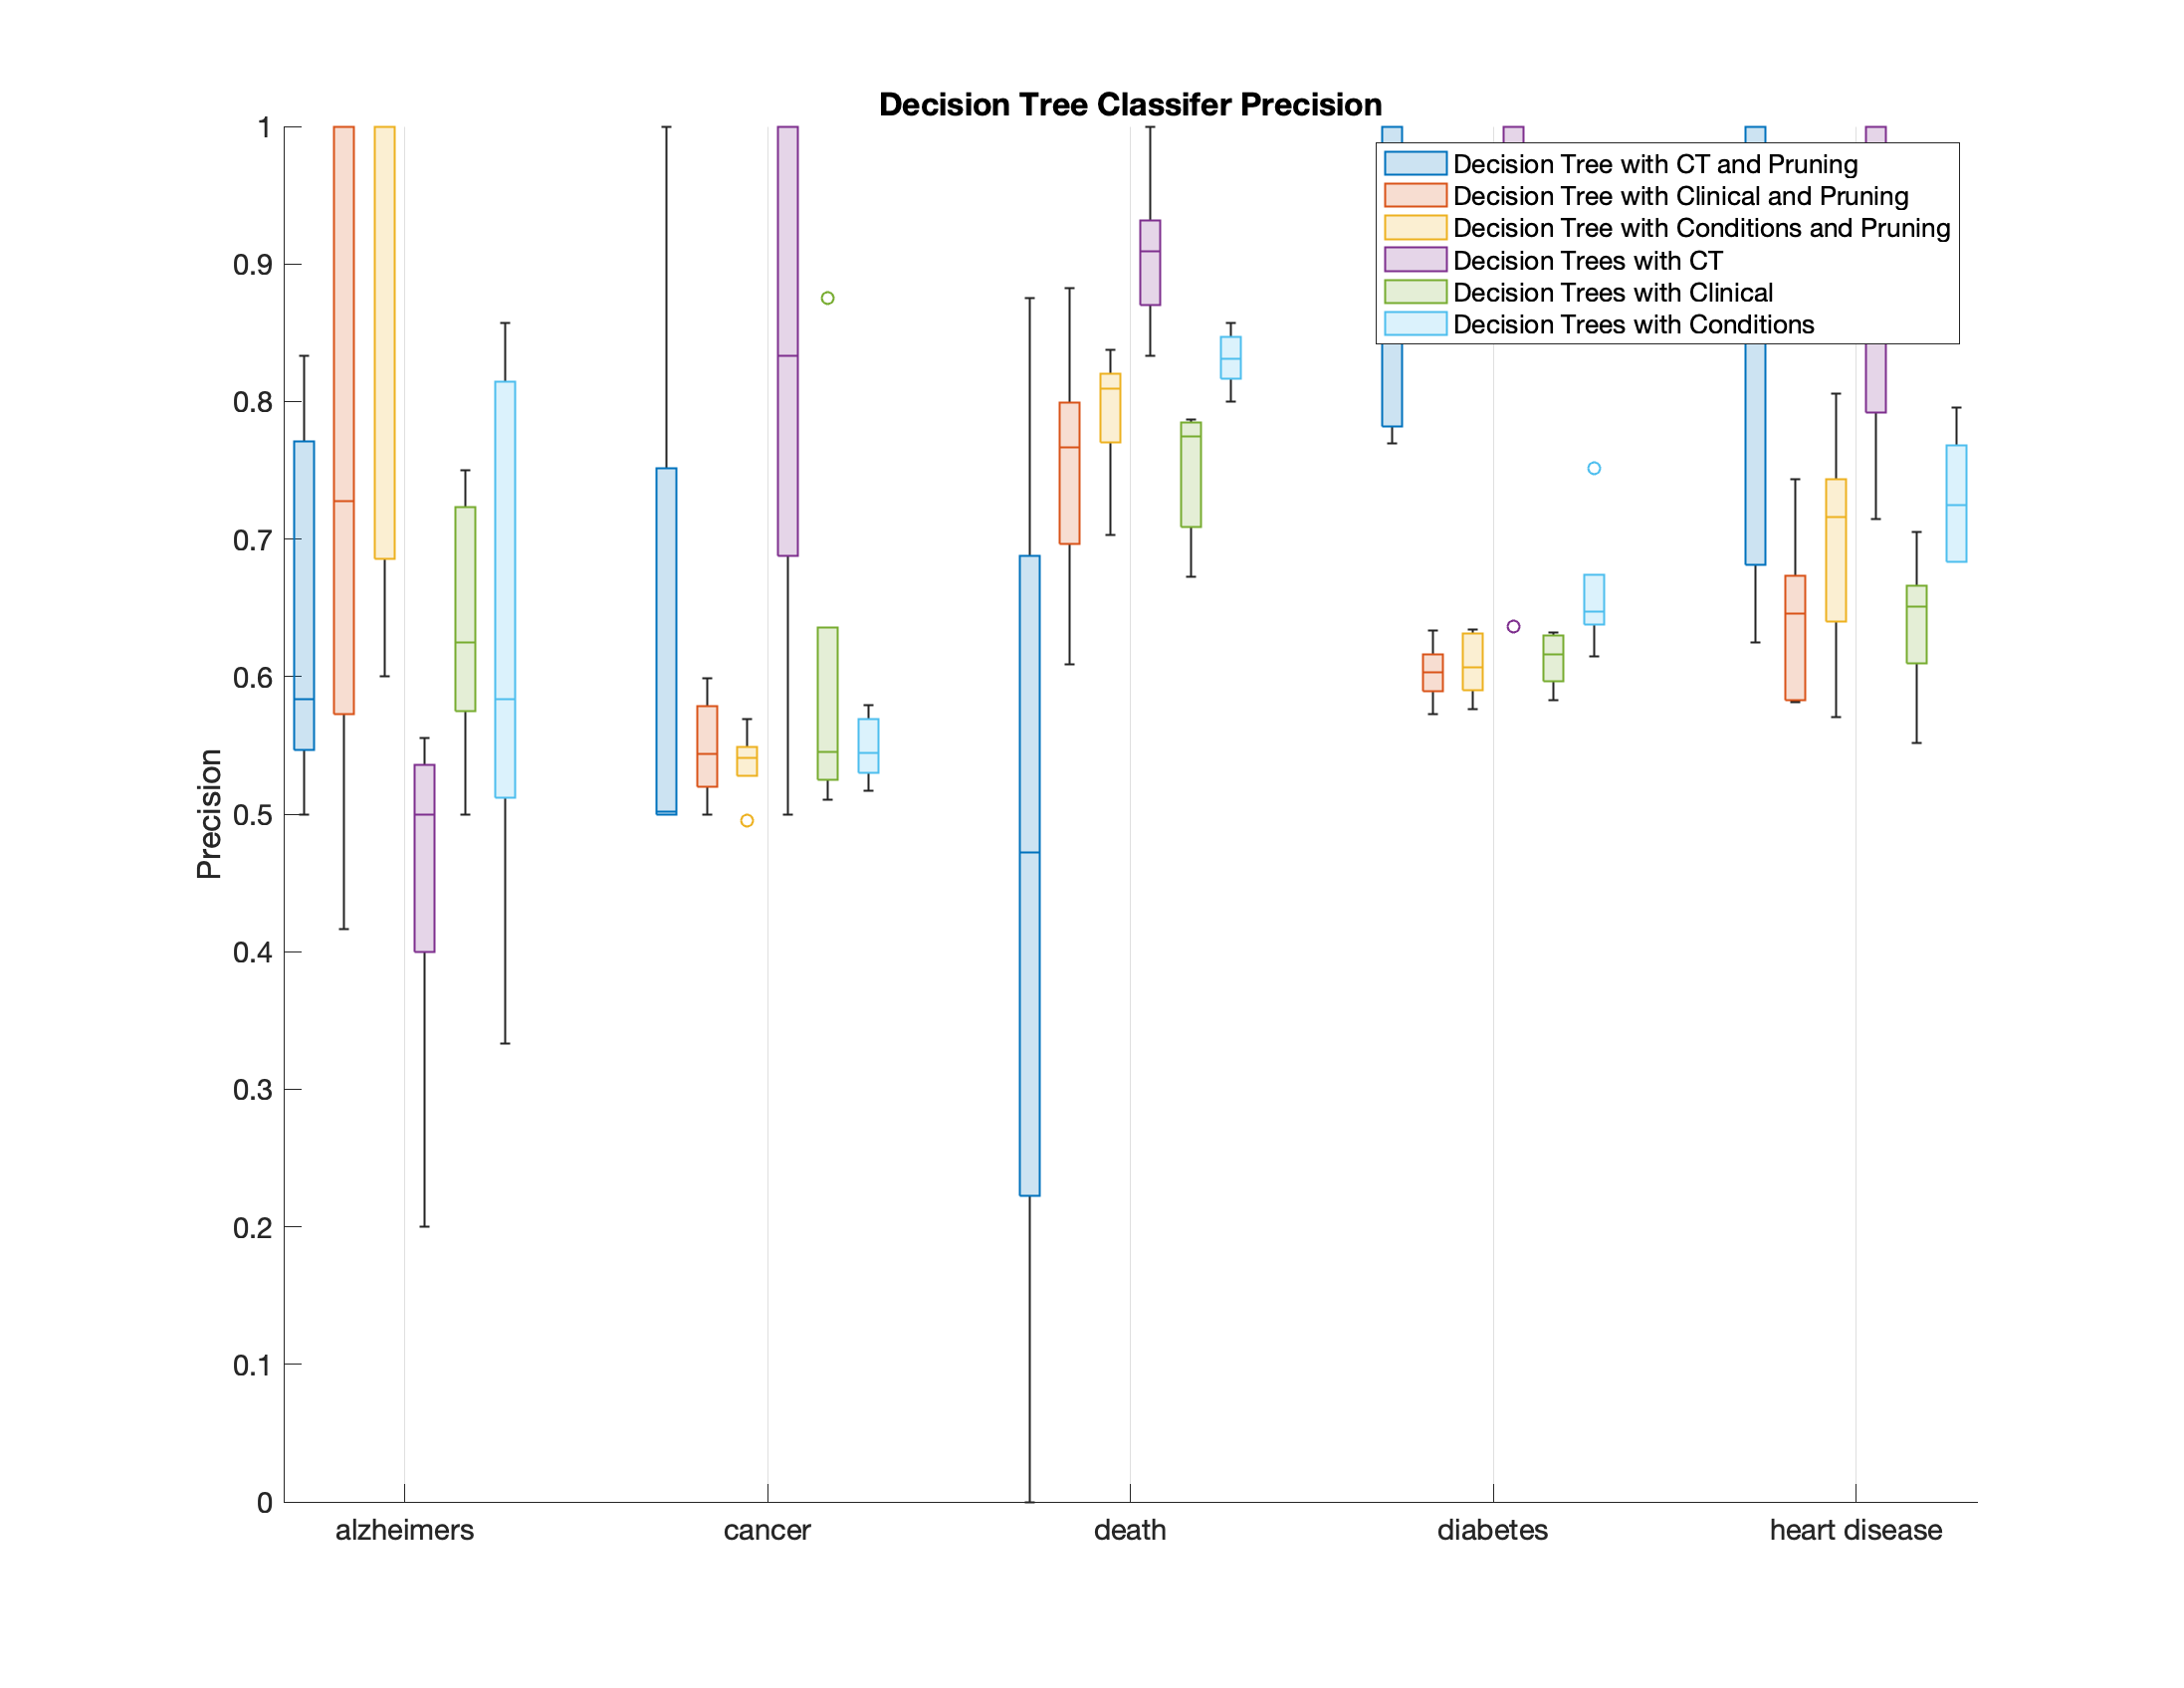 Decision Tree Classifer Precision
1
0.9
0.8
0.7
0.6
0.5
0.4
0.3
0.2
0.1
0
Precision
Decision Tree with CT and Pruning
Decision Tree with Clinical and Pruning
Decision Tree with Conditions and Pruning
Decision Trees with CT
Decision Trees with Clinical
Decision Trees with Conditions
alzheimers
cancer
death
diabetes
heart disease